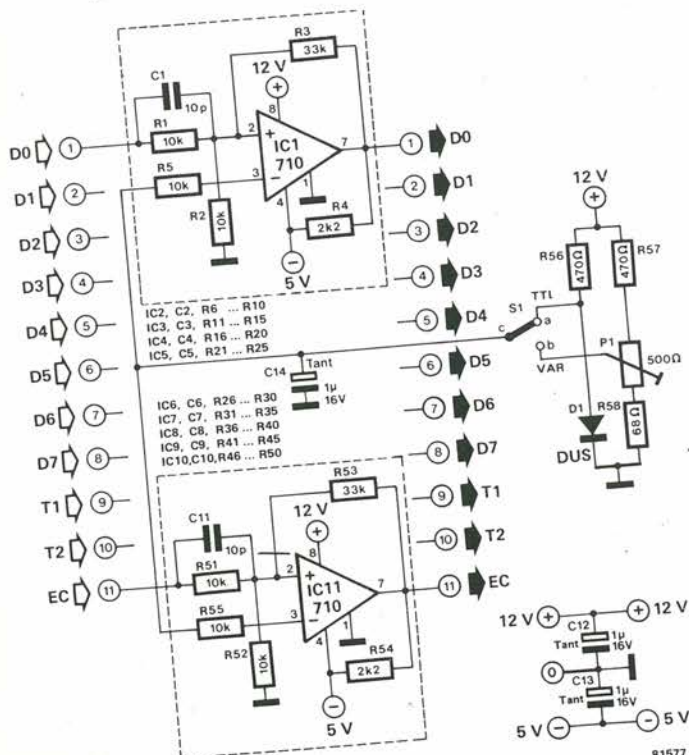 R3
33k
12 V
+
C1
10p
8
R1
10k
2
+
IC1
710
7
R5
10k
3
−
4
1
R4
2k2
R2
10k
−
5 V
D0 1
D1 2
D2 3
D3 4
D4 5
D5 6
D6 7
D7 8
T1 9
T2 10
EC 11
1 D0
2 D1
3 D2
4 D3
5 D4
6 D5
7 D6
8 D7
9 T1
10 T2
11 EC
IC2, C2, R6 ... R10
IC3, C3, R11 ... R15
IC4, C4, R16 ... R20
IC5, C5, R21 ... R25
C14
Tant
1µ
16V
IC6, C6, R26 ... R30
IC7, C7, R31 ... R35
IC8, C8, R36 ... R40
IC9, C9, R41 ... R45
IC10,C10,R46 ... R50
R53
33k
12 V
+
C11
10p
8
R51
10k
2
+
IC11
710
7
R55
10k
3
−
4
1
R54
2k2
R52
10k
−
5 V
12 V
+
R56
470Ω
R57
470Ω
S1
TTL
a
c
b
VAR
P1
500Ω
D1
DUS
R58
68Ω
12 V + + 12 V
C12
1µ
Tant
16V
0
C13
1µ
Tant
16V
5 V − − 5 V
81577